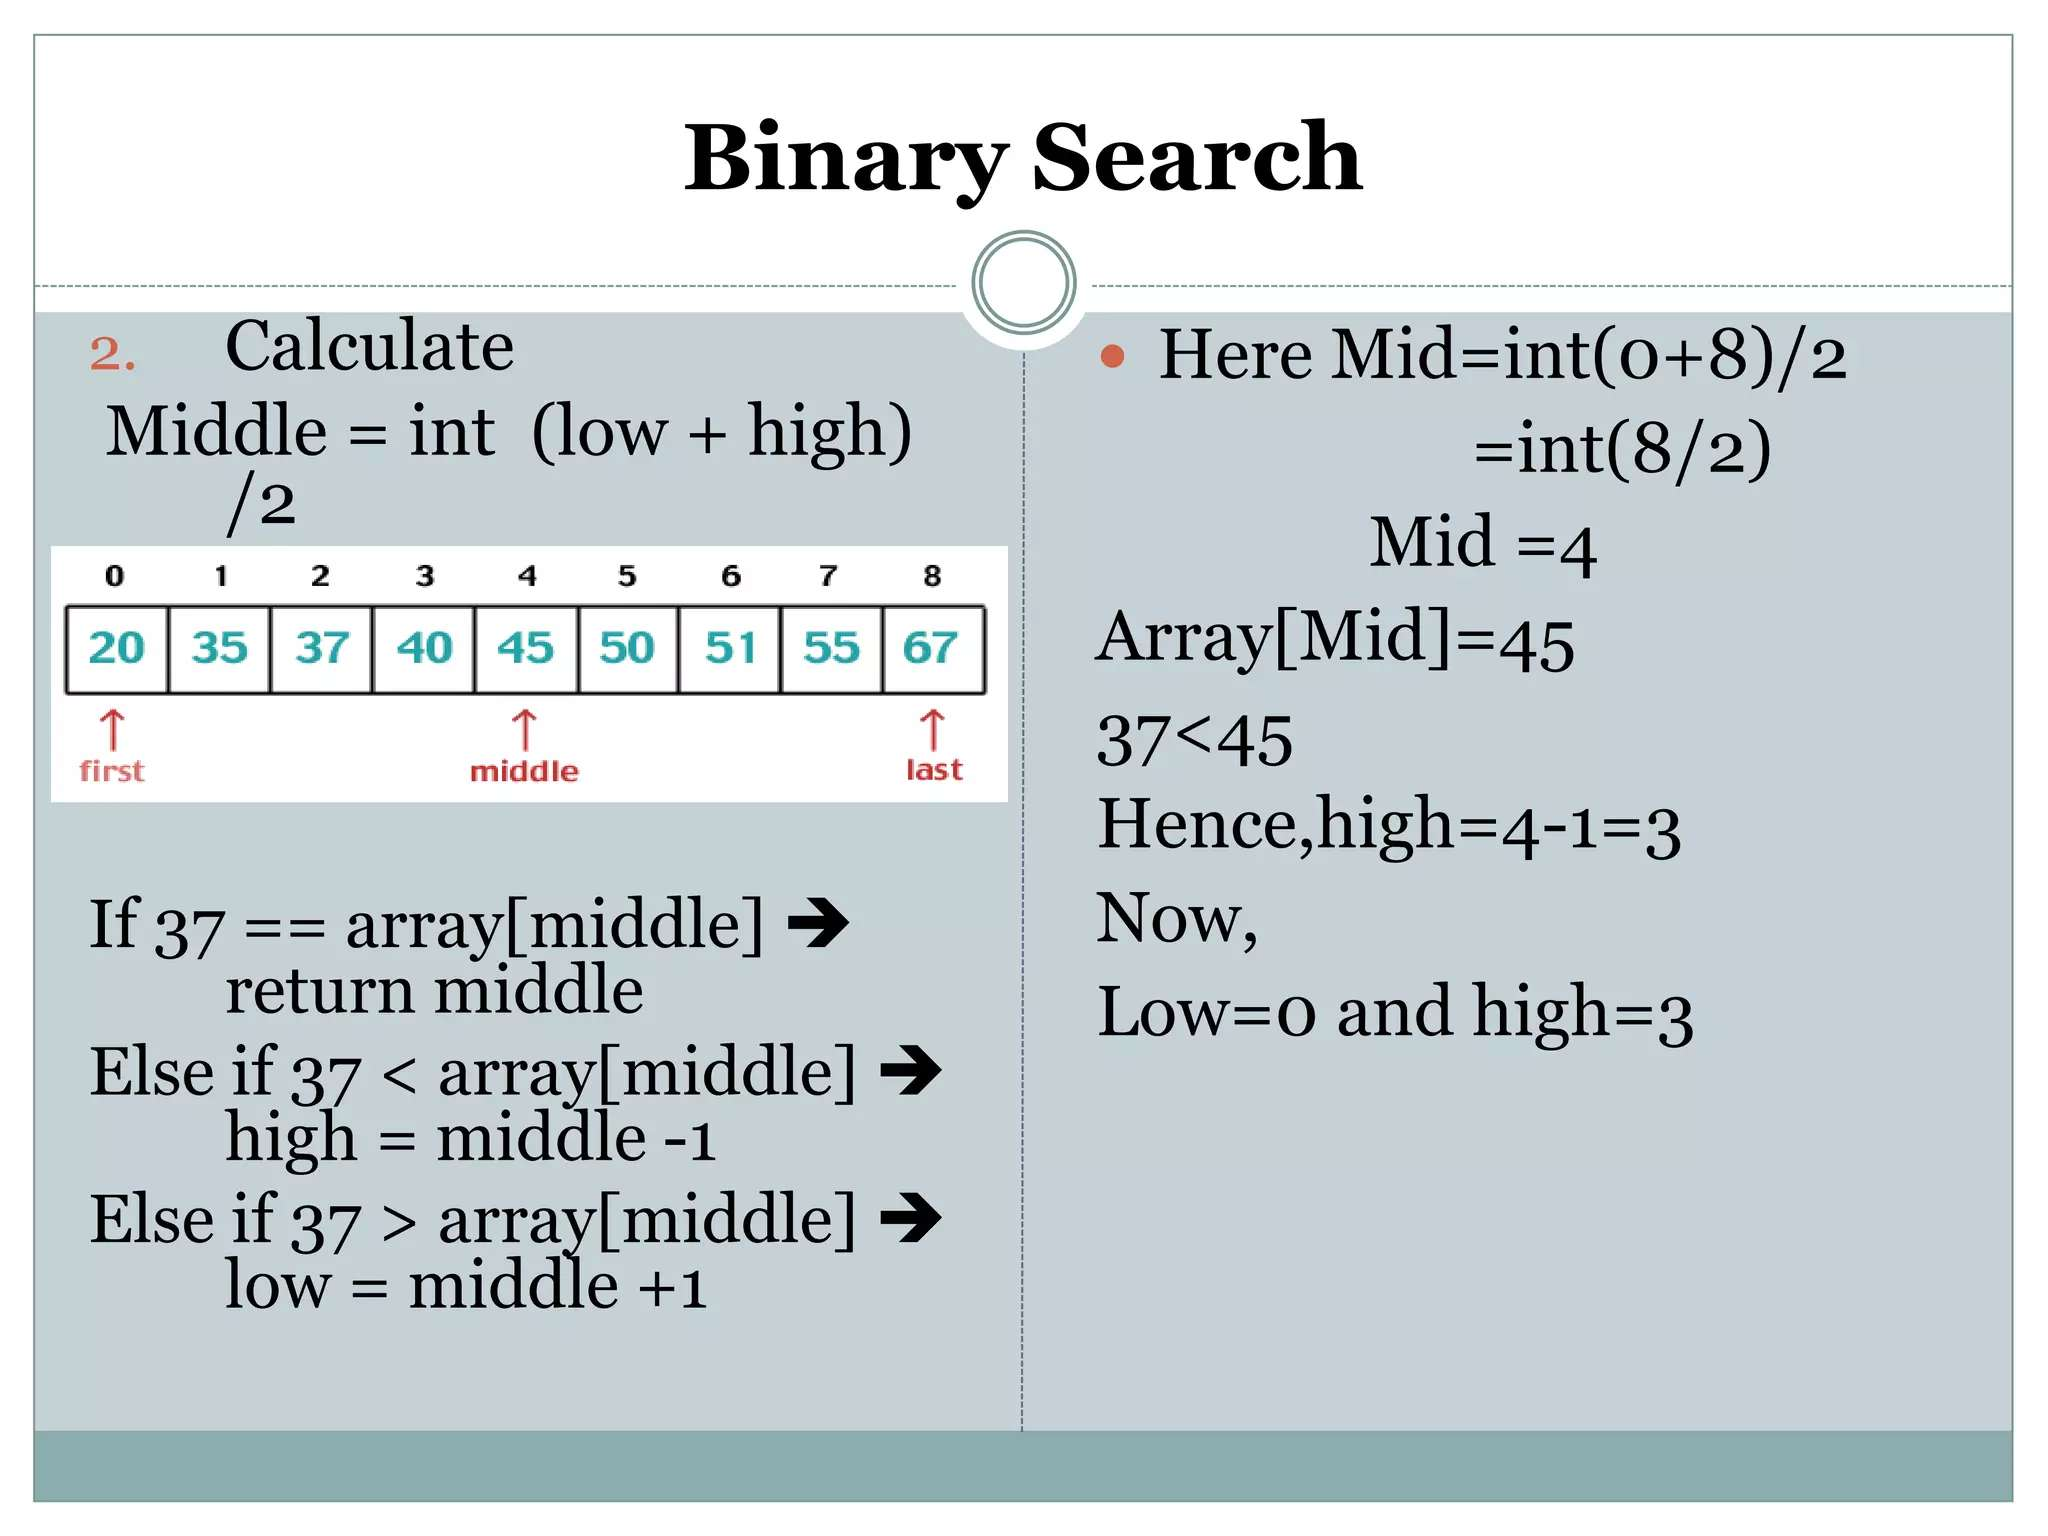 Binary Search
2. Calculate
Middle = int (low + high)
/2
0 1 2 3 4 5 6 7 8
20 35 37 40 45 50 51 55 67
first middle last
If 37 == array[middle] 🡺
return middle
Else if 37 < array[middle] 🡺
high = middle -1
Else if 37 > array[middle] 🡺
low = middle +1
• Here Mid=int(0+8)/2
=int(8/2)
Mid =4
Array[Mid]=45
37<45
Hence,high=4-1=3
Now,
Low=0 and high=3